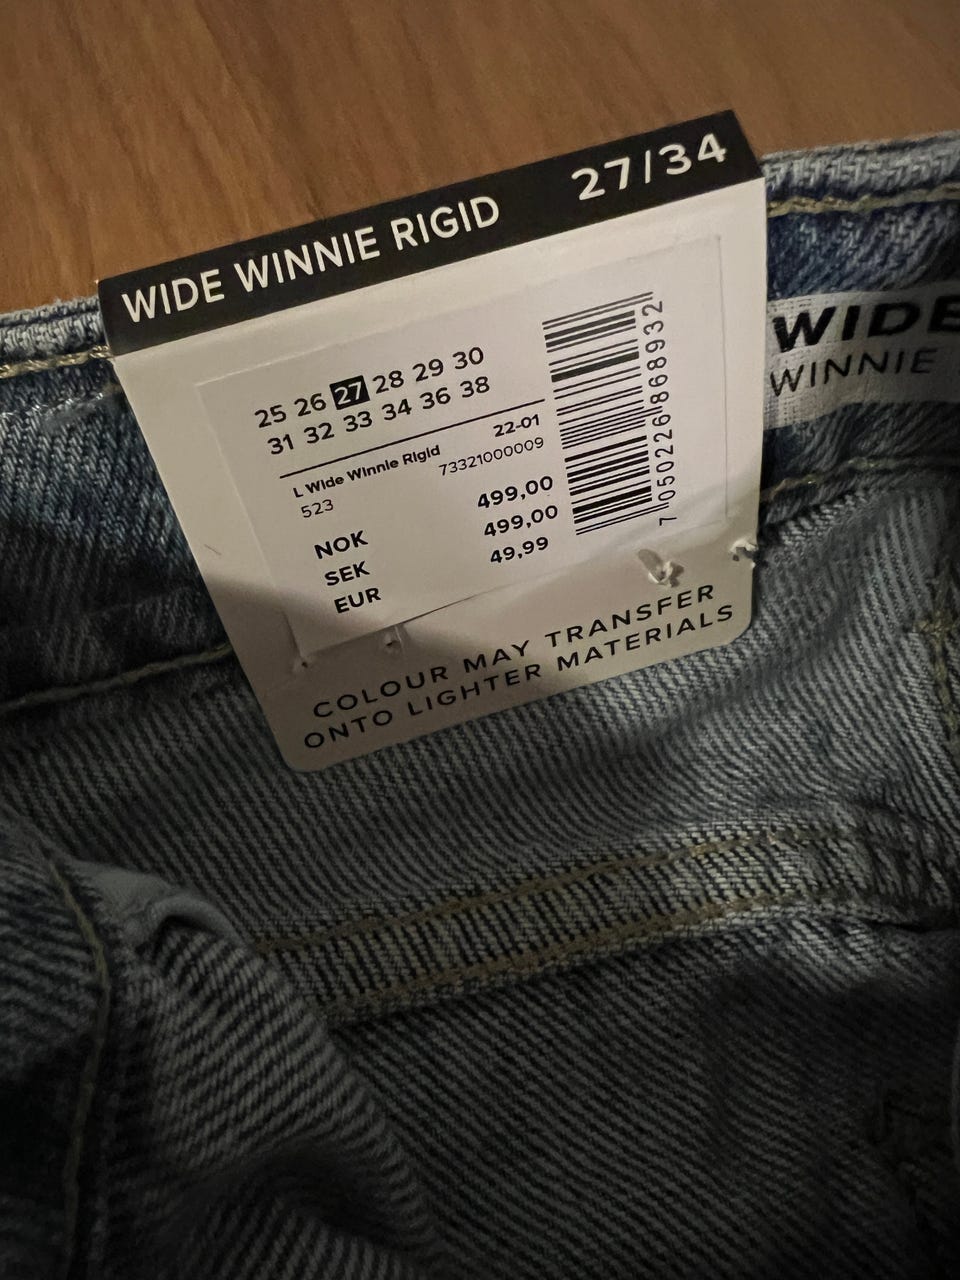 WIDE WINNIE RIGID 27/34
25 26 27 28 29 30
31 32 33 34 36 38
L Wide Winnie Rigid 22-01
523 73321000009
NOK 499,00
SEK 499,00
EUR 49,99
7 050226 868932
COLOUR MAY TRANSFER
ONTO LIGHTER MATERIALS
WIDE
WINNIE